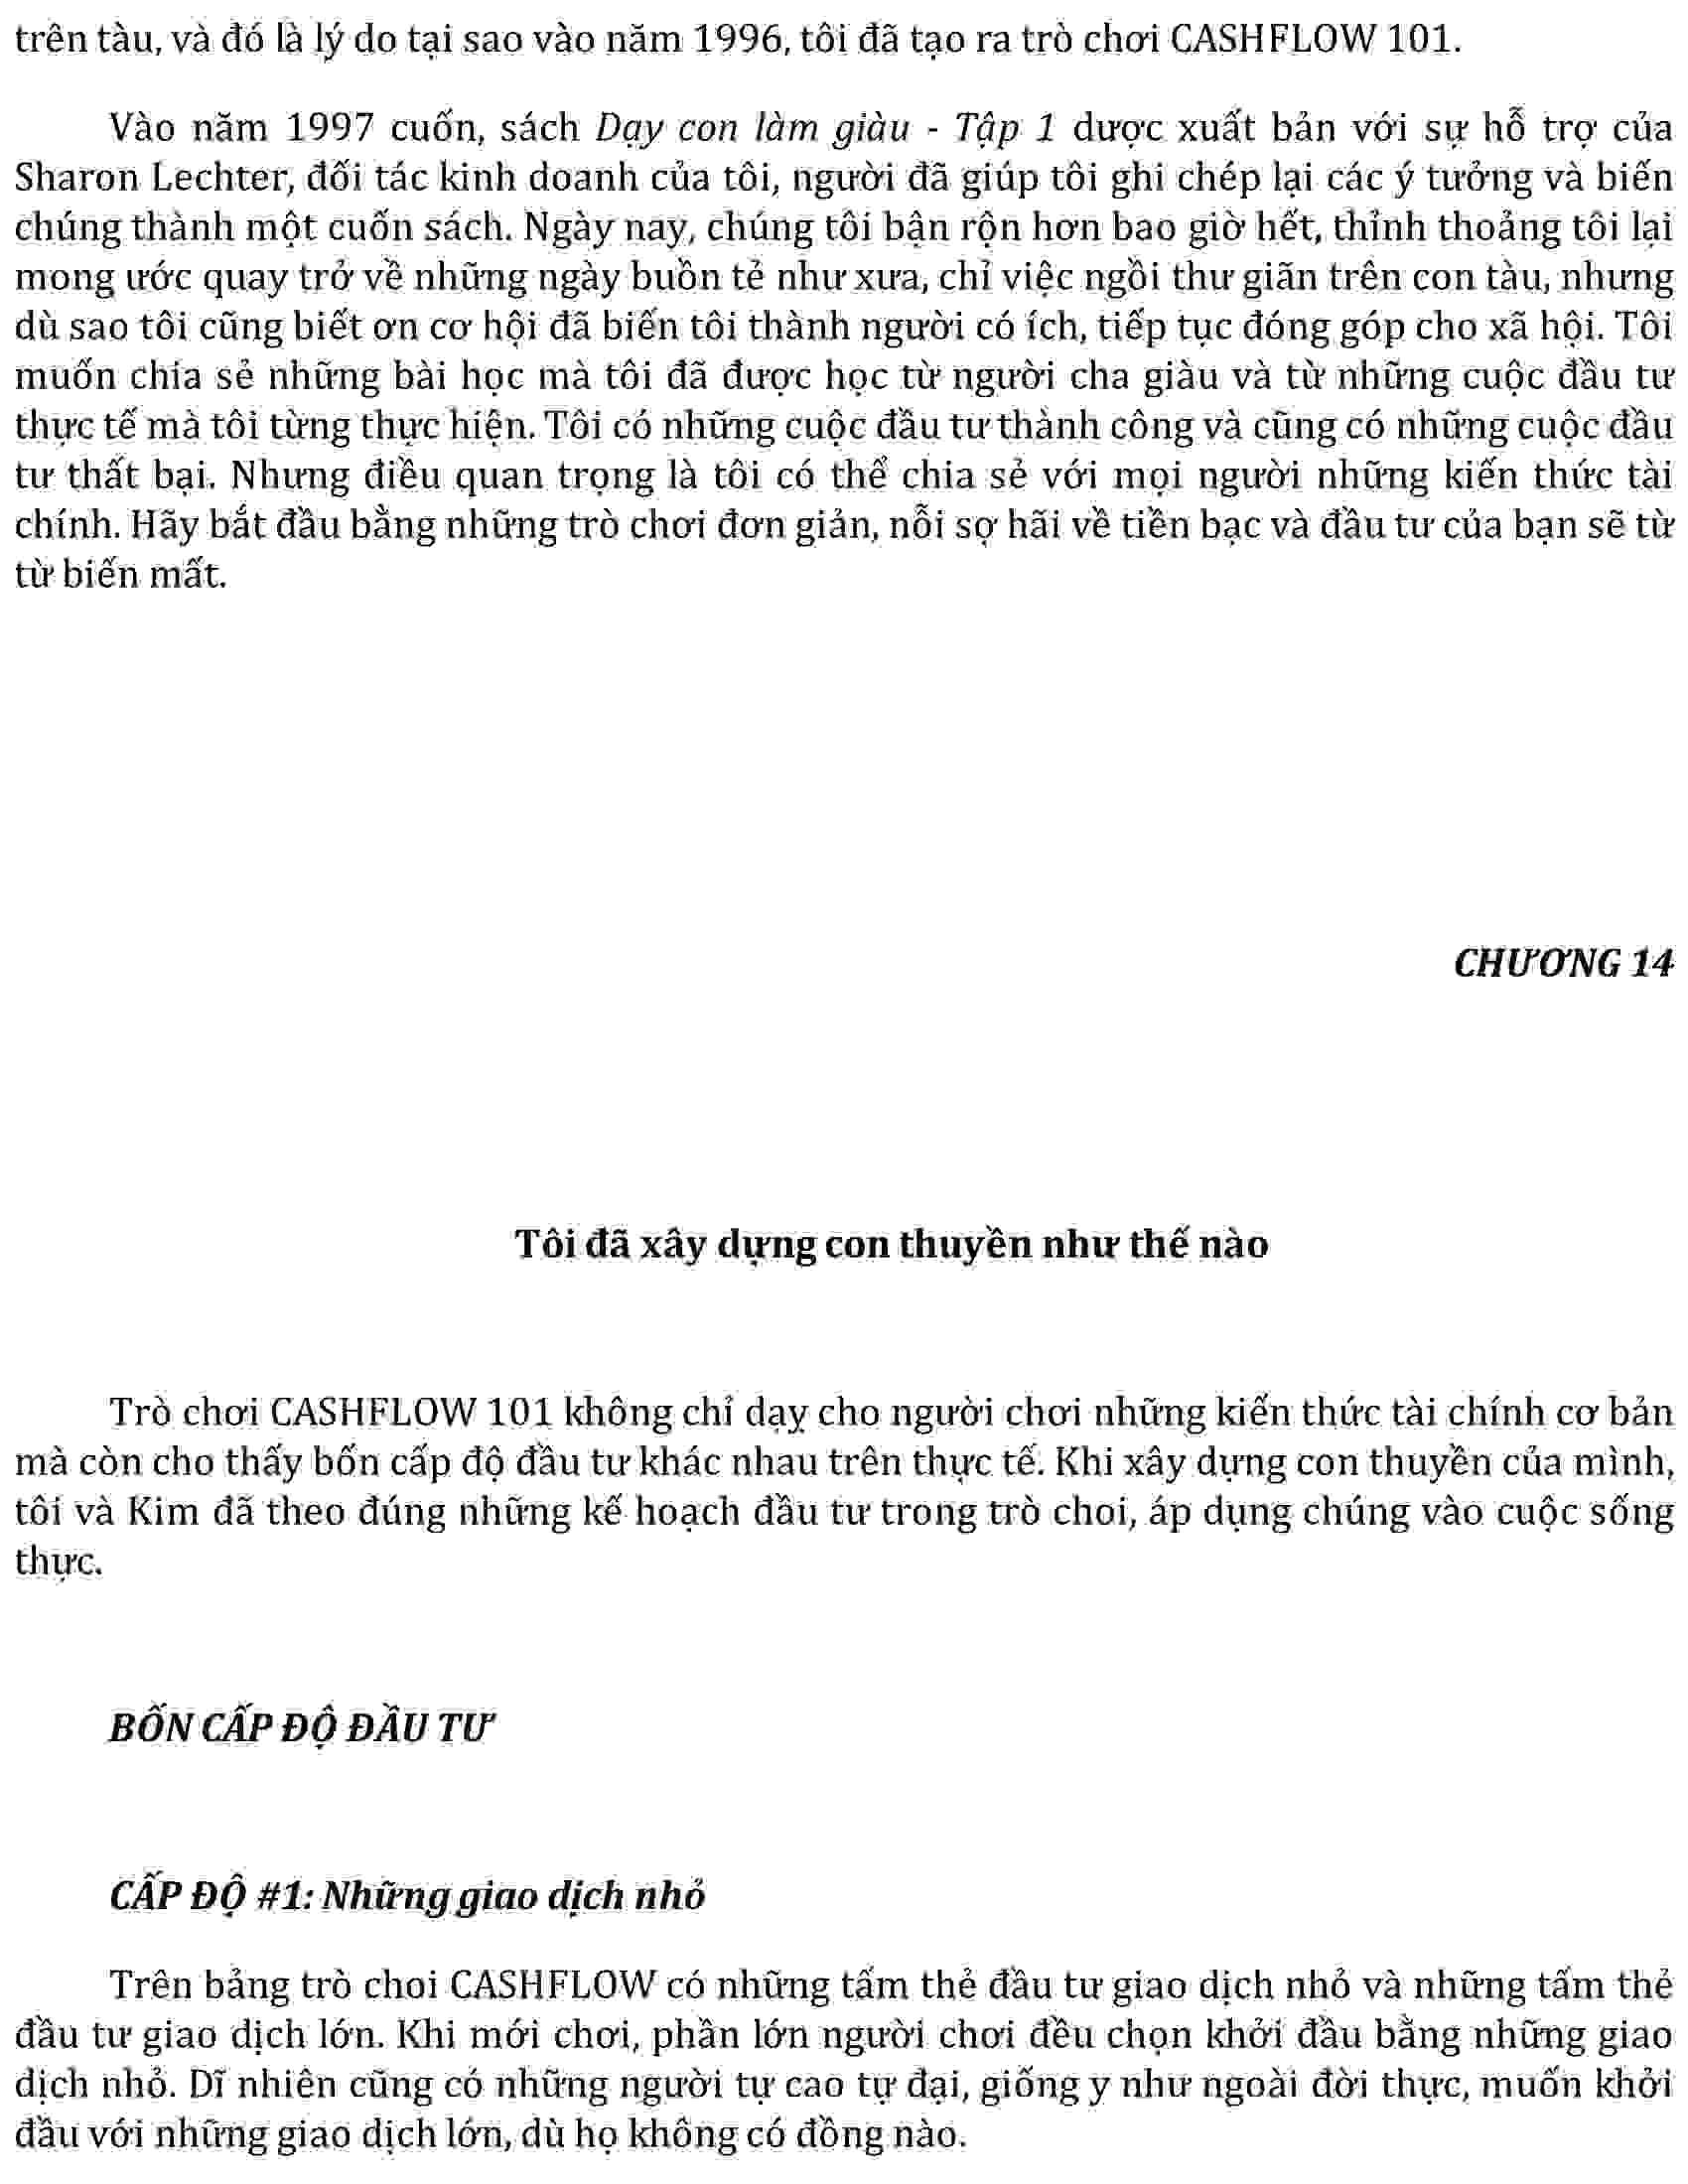 trên tàu, và đó là lý do tại sao vào năm 1996, tôi đã tạo ra trò chơi CASHFLOW 101.
Vào năm 1997 cuốn, sách Dạy con làm giàu - Tập 1 dược xuất bản với sự hỗ trợ của
Sharon Lechter, đối tác kinh doanh của tôi, người đã giúp tôi ghi chép lại các ý tưởng và biến
chúng thành một cuốn sách. Ngày nay, chúng tôi bận rộn hơn bao giờ hết, thỉnh thoảng tôi lại
mong ước quay trở về những ngày buồn tẻ như xưa, chỉ việc ngồi thư giãn trên con tàu, nhưng
dù sao tôi cũng biết ơn cơ hội đã biến tôi thành người có ích, tiếp tục đóng góp cho xã hội. Tôi
muốn chia sẻ những bài học mà tôi đã được học từ người cha giàu và từ những cuộc đầu tư
thực tế mà tôi từng thực hiện. Tôi có những cuộc đầu tư thành công và cũng có những cuộc đầu
tư thất bại. Nhưng điều quan trọng là tôi có thể chia sẻ với mọi người những kiến thức tài
chính. Hãy bắt đầu bằng những trò chơi đơn giản, nỗi sợ hãi về tiền bạc và đầu tư của bạn sẽ từ
từ biến mất.
CHƯƠNG 14
Tôi đã xây dựng con thuyền như thế nào
Trò chơi CASHFLOW 101 không chỉ dạy cho người chơi những kiến thức tài chính cơ bản
mà còn cho thấy bốn cấp độ đầu tư khác nhau trên thực tế. Khi xây dựng con thuyền của mình,
tôi và Kim đã theo đúng những kế hoạch đầu tư trong trò choi, áp dụng chúng vào cuộc sống
thực.
BỐN CẤP ĐỘ ĐẦU TƯ
CẤP ĐỘ #1: Những giao dịch nhỏ
Trên bảng trò choi CASHFLOW có những tấm thẻ đầu tư giao dịch nhỏ và những tấm thẻ
đầu tư giao dịch lớn. Khi mới chơi, phần lớn người chơi đều chọn khởi đầu bằng những giao
dịch nhỏ. Dĩ nhiên cũng có những người tự cao tự đại, giống y như ngoài đời thực, muốn khởi
đầu với những giao dịch lớn, dù họ không có đồng nào.